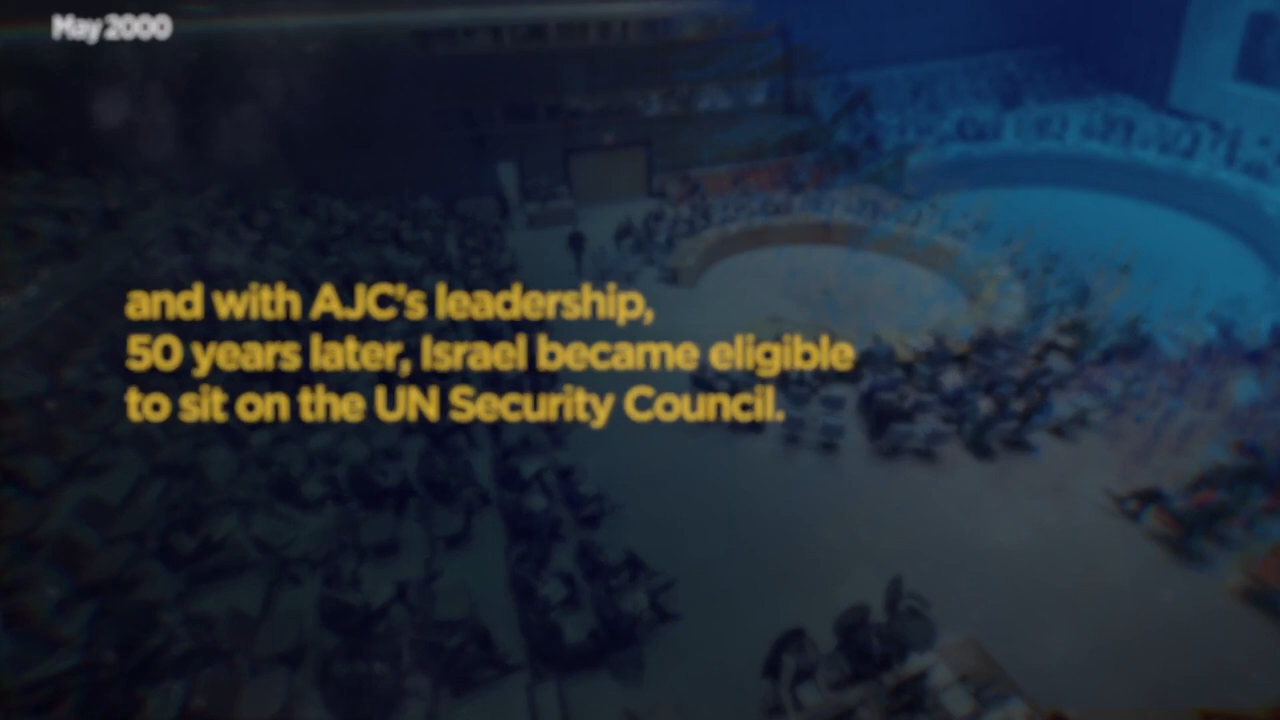 May 2000
and with AJC's leadership,
50 years later, Israel became eligible
to sit on the UN Security Council.